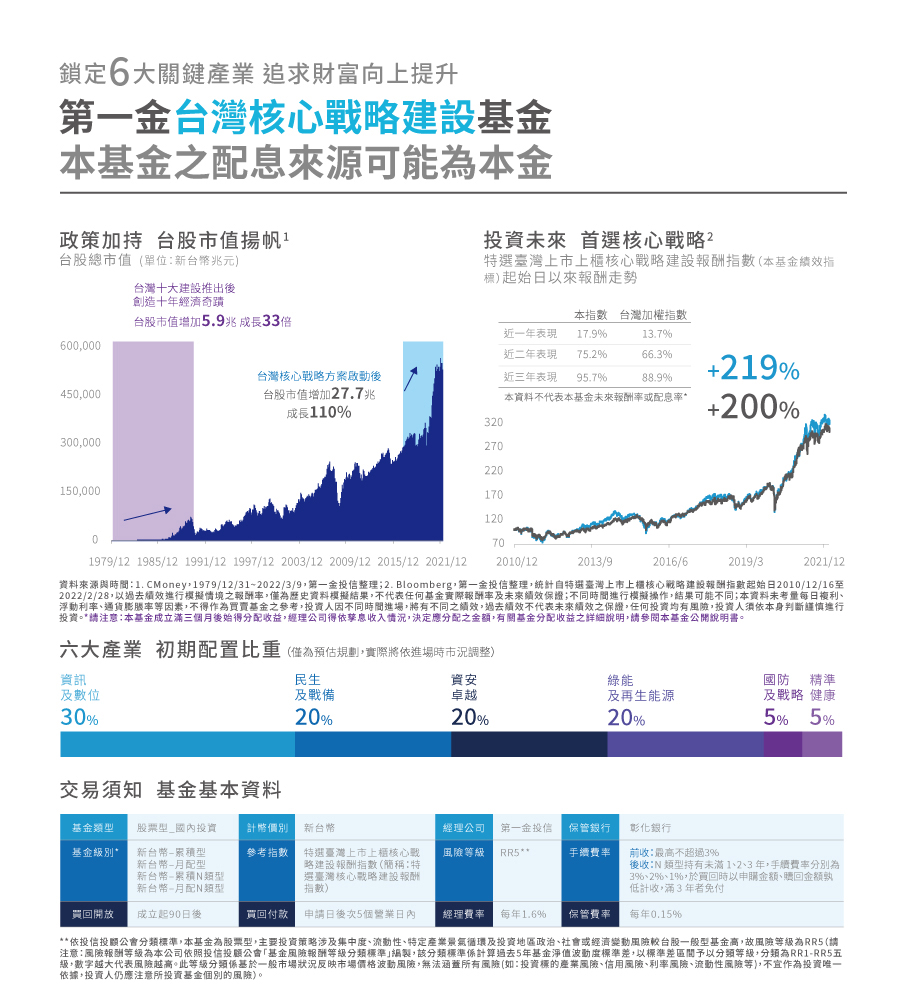 鎖定6大關鍵產業 追求財富向上提升
第一金台灣核心戰略建設基金
本基金之配息來源可能為本金
政策加持 台股市值揚帆1
台股總市值 (單位:新台幣兆元)
台灣十大建設推出後
創造十年經濟奇蹟
台股市值增加5.9兆 成長33倍
600,000
450,000
300,000
150,000
0
台灣核心戰略方案啟動後
台股市值增加27.7兆
成長110%
1979/12 1985/12 1991/12 1997/12 2003/12 2009/12 2015/12 2021/12
投資未來 首選核心戰略2
特選臺灣上市上櫃核心戰略建設報酬指數(本基金績效指
標)起始日以來報酬走勢
本指數 台灣加權指數
近一年表現 17.9% 13.7%
近二年表現 75.2% 66.3%
近三年表現 95.7% 88.9%
本資料不代表本基金未來報酬率或配息率*
+219%
+200%
320
270
220
170
120
70
2010/12 2014/9 2016/6 2019/3 2021/12
資料來源與時間:1. CMoney,1979/12/31~2022/3/9,第一金投信整理;2. Bloomberg,第一金投信整理,統計自特選臺灣上市上櫃核心戰略建設報酬指數起始日2010/12/16至
2022/2/28,以過去績效進行模擬情境之報酬率,僅為歷史資料模擬結果,不代表任何基金實際報酬率及未來績效保證;不同時間進行模擬操作,結果可能不同;本資料未考量每日複利、
浮動利率、通貨膨脹率等因素,不得作為買賣基金之參考,投資人因不同時間進場,將有不同之績效,過去績效不代表未來績效之保證,任何投資均有風險,投資人須依本身判斷謹慎進行
投資。*請注意:本基金成立滿三個月後始得分配收益,經理公司得依孳息收入情況,決定應分配之金額,有關基金分配收益之詳細說明,請參閱本基金公開說明書。
六大產業 初期配置比重(僅為預估規劃,實際將依進場時市況調整)
資訊
及數位
30%
民生
及戰備
20%
資安
卓越
20%
綠能
及再生能源
20%
國防
及戰略
5%
精準
健康
5%
交易須知 基金基本資料
基金類型 股票型_國內投資 計幣價別 新台幣 經理公司 第一金投信 保管銀行 彰化銀行
基金級別*
新台幣–累積型
新台幣–月配型
新台幣–累積N類型
新台幣–月配N類型
參考指數
特選臺灣上市上櫃核心戰
略建設報酬指數(簡稱:特
選臺灣核心戰略建設報酬
指數)
風險等級 RR5**
手續費率
前收:最高不超過3%
後收:N 類型持有未滿 1、2、3 年,手續費率分別為
3%、2%、1%,於買回時以申購金額、贖回金額孰
低計收,滿 3 年者免付
買回開放 成立起90日後 買回付款 申請日後次5個營業日內 經理費率 每年1.6% 保管費率 每年0.15%
**依投信投顧公會分類標準,本基金為股票型,主要投資策略涉及集中度、流動性、特定產業景氣循環及投資地區政治、社會或經濟變動風險較台股一般型基金高,故風險等級為RR5(請
注意:風險報酬等級為本公司依照投信投顧公會「基金風險報酬等級分類標準」編製,該分類標準係計算過去5年基金淨值波動度標準差,以標準差區間予以分類等級,分類為RR1-RR5五
級,數字越大代表風險越高。此等級分類係基於一般市場狀況反映市場價格波動風險,無法涵蓋所有風險(如:投資標的產業風險、信用風險、利率風險、流動性風險等),不宜作為投資唯一
依據,投資人仍應注意所投資基金個別的風險)。